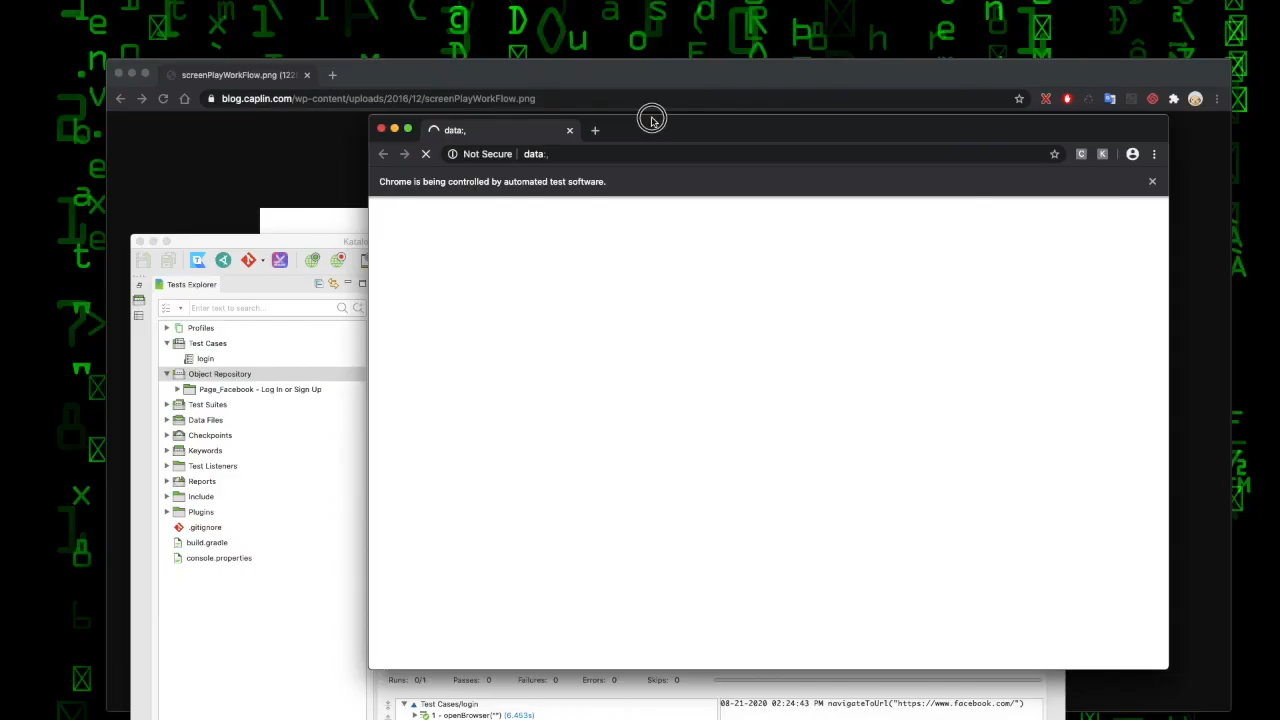 screenPlayWorkFlow.png (122
blog.caplin.com/wp-content/uploads/2016/12/screenPlayWorkFlow.png
data:,
Not Secure
data:,
Chrome is being controlled by automated test software.
Katalo
Tests Explorer
Enter text to search...
Profiles
Test Cases
login
Object Repository
Page_Facebook - Log In or Sign Up
Test Suites
Data Files
Checkpoints
Keywords
Test Listeners
Reports
Include
Plugins
.gitignore
build.gradle
console.properties
Runs: 0/1 Passes: 0 Failures: 0 Errors: 0 Skips: 0
Test Cases/login
1 - openBrowser("") (6.453s)
08-21-2020 02:24:43 PM navigateToUrl("https://www.facebook.com/")